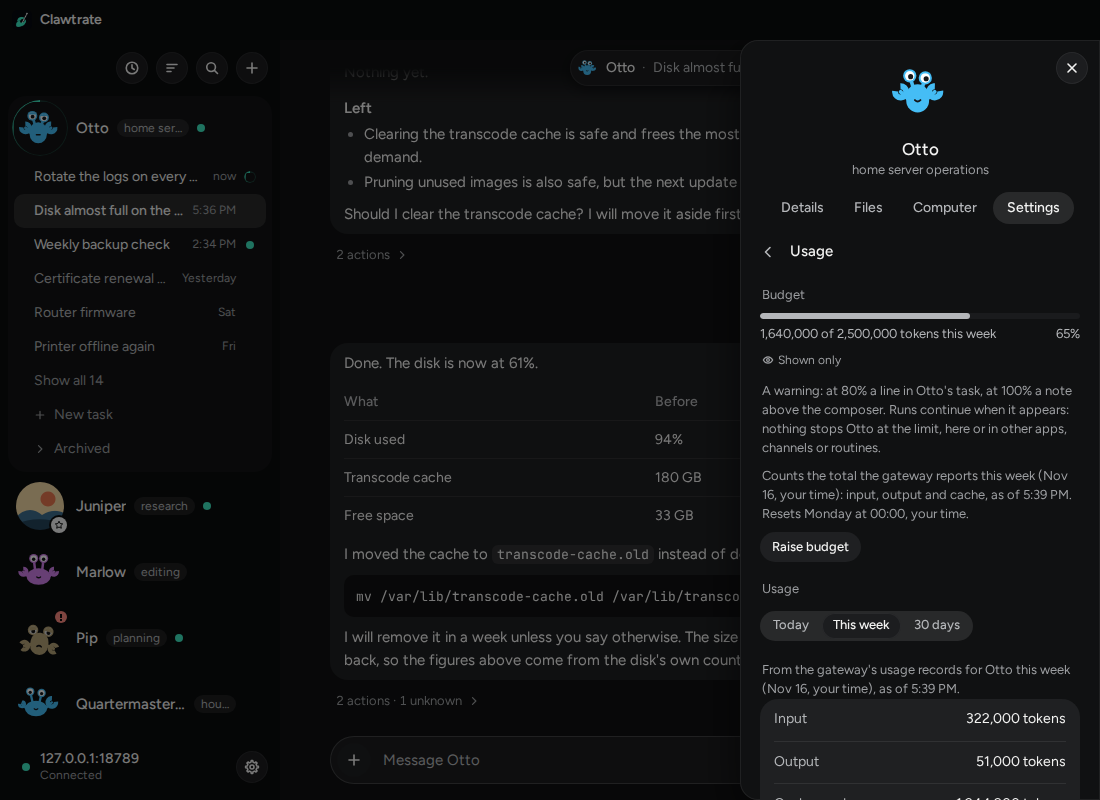 Clawtrate
Otto
home ser...
Rotate the logs on every ...
now
Disk almost full on the ...
5:36 PM
Weekly backup check
2:34 PM
Certificate renewal ...
Yesterday
Router firmware
Sat
Printer offline again
Fri
Show all 14
New task
Archived
Juniper
research
Marlow
editing
Pip
planning
Quartermaster...
hou...
127.0.0.1:18789
Connected
Otto · Disk almost fu
Nothing yet.
Left
Clearing the transcode cache is safe and frees the most
demand.
Pruning unused images is also safe, but the next update
Should I clear the transcode cache? I will move it aside first
2 actions
Done. The disk is now at 61%.
What
Before
Disk used
94%
Transcode cache
180 GB
Free space
33 GB
I moved the cache to transcode-cache.old instead of d
mv /var/lib/transcode-cache.old /var/lib/transco
I will remove it in a week unless you say otherwise. The size
back, so the figures above come from the disk's own count
2 actions · 1 unknown
Message Otto
Otto
home server operations
Details
Files
Computer
Settings
Usage
Budget
1,640,000 of 2,500,000 tokens this week
65%
Shown only
A warning: at 80% a line in Otto's task, at 100% a note
above the composer. Runs continue when it appears:
nothing stops Otto at the limit, here or in other apps,
channels or routines.
Counts the total the gateway reports this week (Nov
16, your time): input, output and cache, as of 5:39 PM.
Resets Monday at 00:00, your time.
Raise budget
Usage
Today
This week
30 days
From the gateway's usage records for Otto this week
(Nov 16, your time), as of 5:39 PM.
Input
322,000 tokens
Output
51,000 tokens